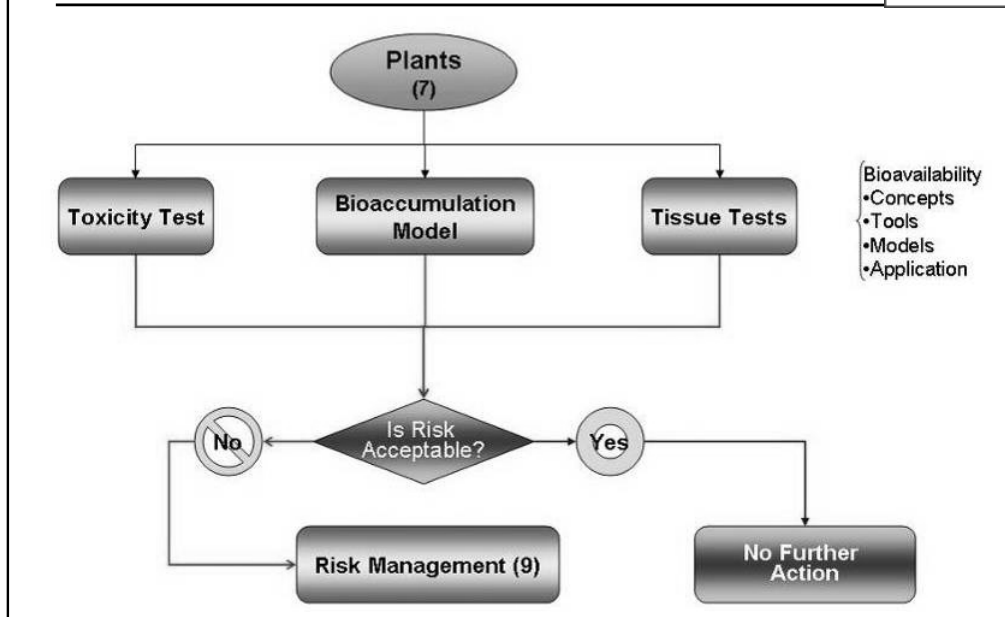 Plants
(7)
Toxicity Test
Bioaccumulation
Model
Tissue Tests
Bioavailability
•Concepts
•Tools
•Models
•Application
Is Risk
Acceptable?
No
Yes
Risk Management (9)
No Further
Action